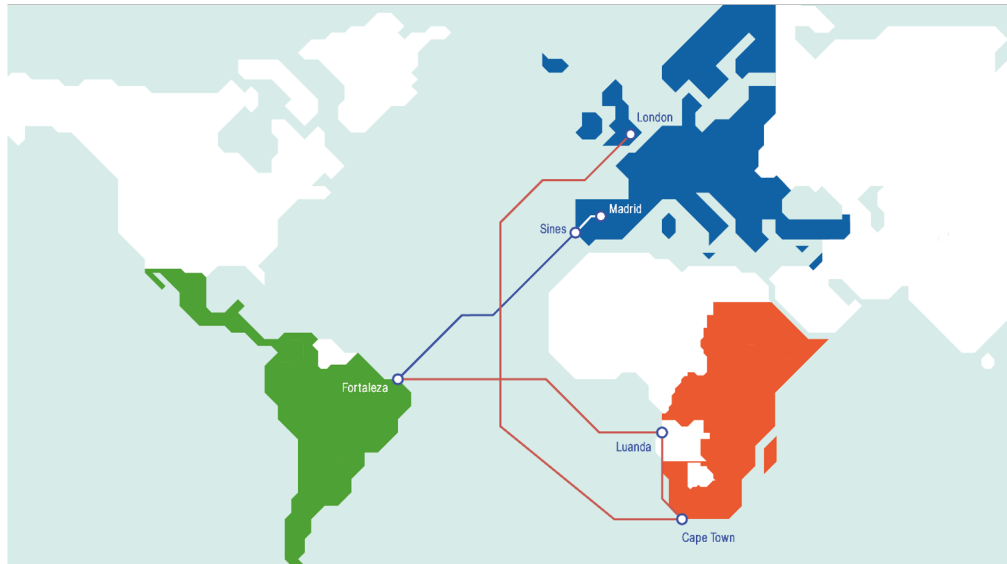 London
Madrid
Sines
Fortaleza
Luanda
Cape Town